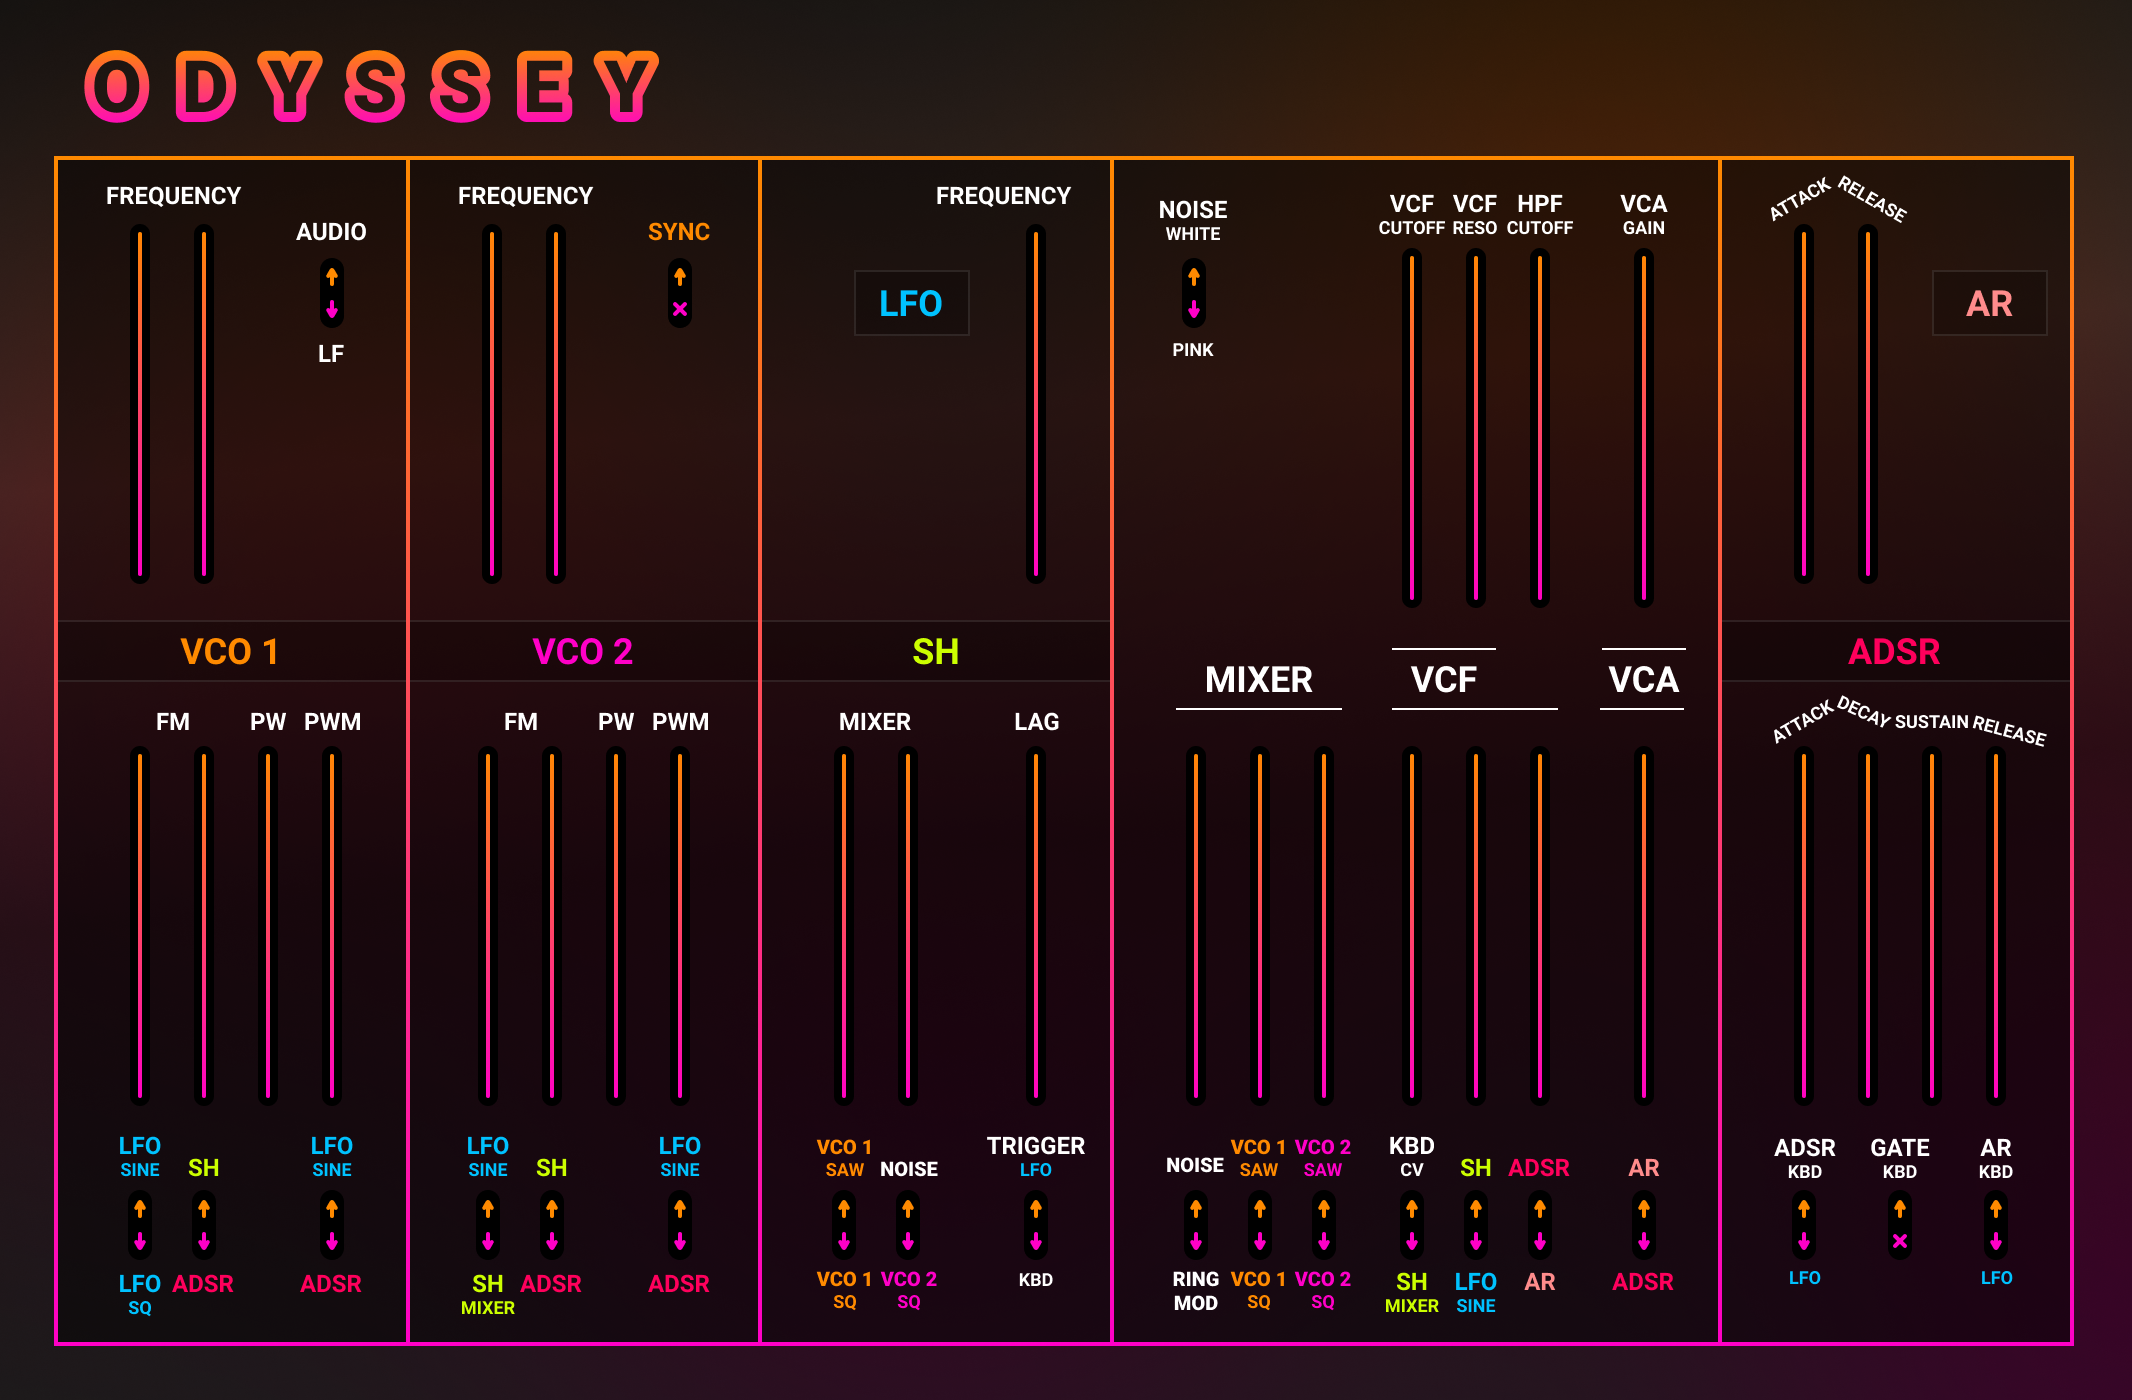 ODYSSEY
FREQUENCY
AUDIO
LF
VCO 1
FM PW PWM
LFO SINE
SH
LFO SINE
LFO SQ
ADSR
ADSR
FREQUENCY
SYNC
VCO 2
FM PW PWM
LFO SINE
SH
LFO SINE
SH MIXER
ADSR
ADSR
FREQUENCY
LFO
SH
MIXER LAG
VCO 1 SAW
NOISE
TRIGGER LFO
VCO 1 SQ
VCO 2 SQ
KBD
NOISE WHITE
PINK
VCF CUTOFF
VCF RESO
HPF CUTOFF
VCA GAIN
MIXER VCF VCA
NOISE
VCO 1 SAW
VCO 2 SAW
KBD CV
SH
ADSR
AR
RING MOD
VCO 1 SQ
VCO 2 SQ
SH MIXER
LFO SINE
AR
ADSR
ATTACK RELEASE
AR
ADSR
ATTACK DECAY SUSTAIN RELEASE
ADSR KBD
GATE KBD
AR KBD
LFO
LFO